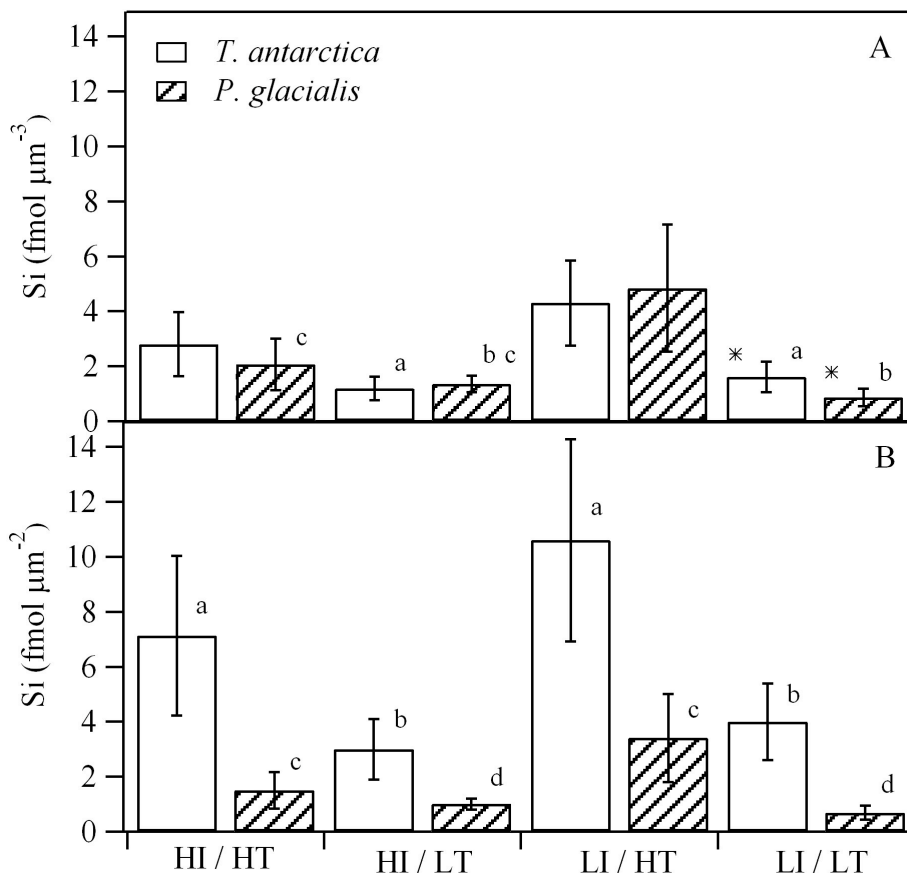 14
12
10
8
6
4
2
0
Si (fmol μm⁻³)
T. antarctica
P. glacialis
A
c
a
b c
* a
* b
14
12
10
8
6
4
2
0
Si (fmol μm⁻²)
B
a
c
b
d
a
c
b
d
HI / HT HI / LT LI / HT LI / LT